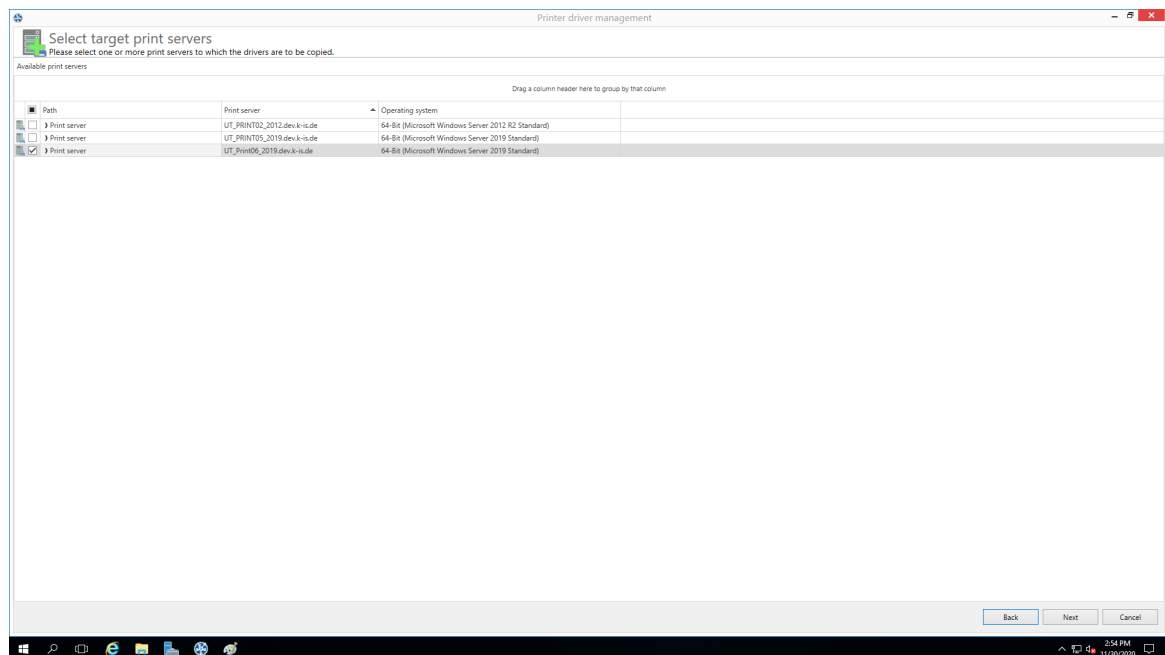 Printer driver management
Select target print servers
Please select one or more print servers to which the drivers are to be copied.
Available print servers
Drag a column header here to group by that column
Path Print server Operating system
Print server UT_PRINT02_2012.dev.k-is.de 64-Bit (Microsoft Windows Server 2012 R2 Standard)
Print server UT_PRINT05_2019.dev.k-is.de 64-Bit (Microsoft Windows Server 2019 Standard)
Print server UT_Print06_2019.dev.k-is.de 64-Bit (Microsoft Windows Server 2019 Standard)
Back Next Cancel
2:54 PM
11/30/2020